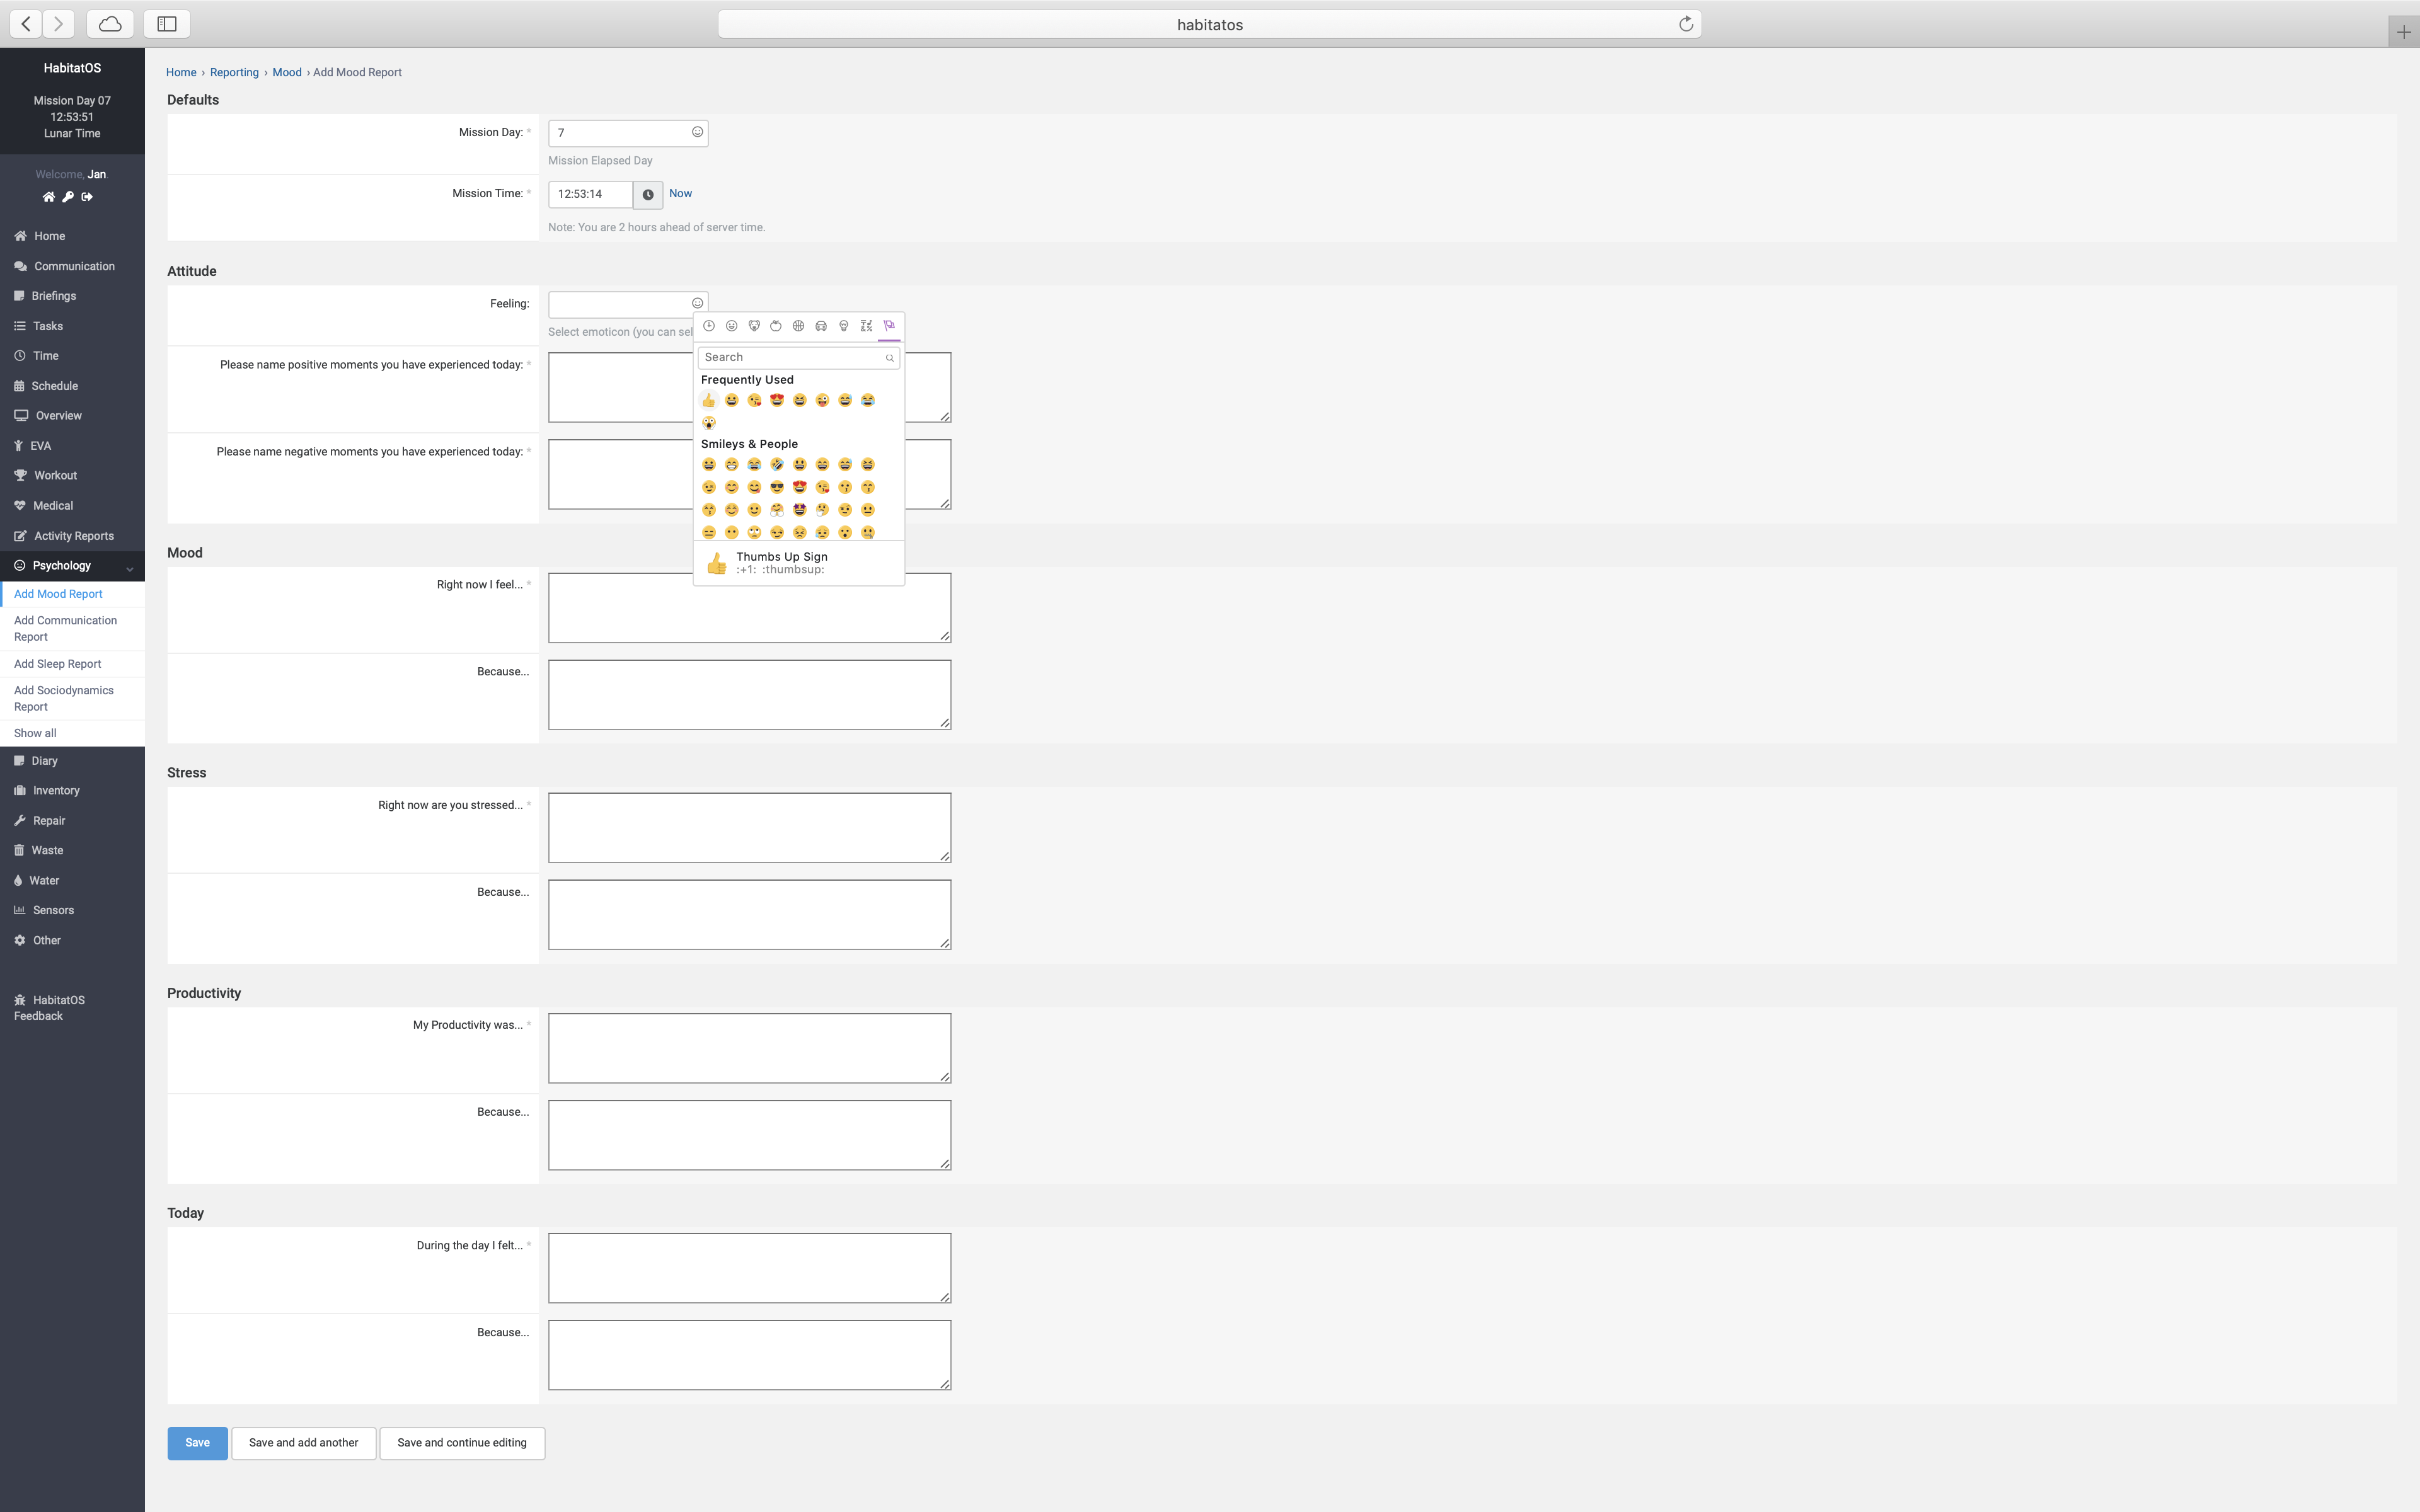 habitatos
HabitatOS
Mission Day 07
12:53:51
Lunar Time
Welcome, Jan.
Home
Communication
Briefings
Tasks
Time
Schedule
Overview
EVA
Workout
Medical
Activity Reports
Psychology
Add Mood Report
Add Communication
Report
Add Sleep Report
Add Sociodynamics
Report
Show all
Diary
Inventory
Repair
Waste
Water
Sensors
Other
HabitatOS
Feedback
Home › Reporting › Mood › Add Mood Report
Defaults
Mission Day: *
7
Mission Elapsed Day
Mission Time: *
12:53:14
Now
Note: You are 2 hours ahead of server time.
Attitude
Feeling:
Select emoticon (you can sel
Search
Frequently Used
Smileys & People
Thumbs Up Sign
:+1: :thumbsup:
Please name positive moments you have experienced today: *
Please name negative moments you have experienced today: *
Mood
Right now I feel... *
Because...
Stress
Right now are you stressed... *
Because...
Productivity
My Productivity was... *
Because...
Today
During the day I felt... *
Because...
Save
Save and add another
Save and continue editing